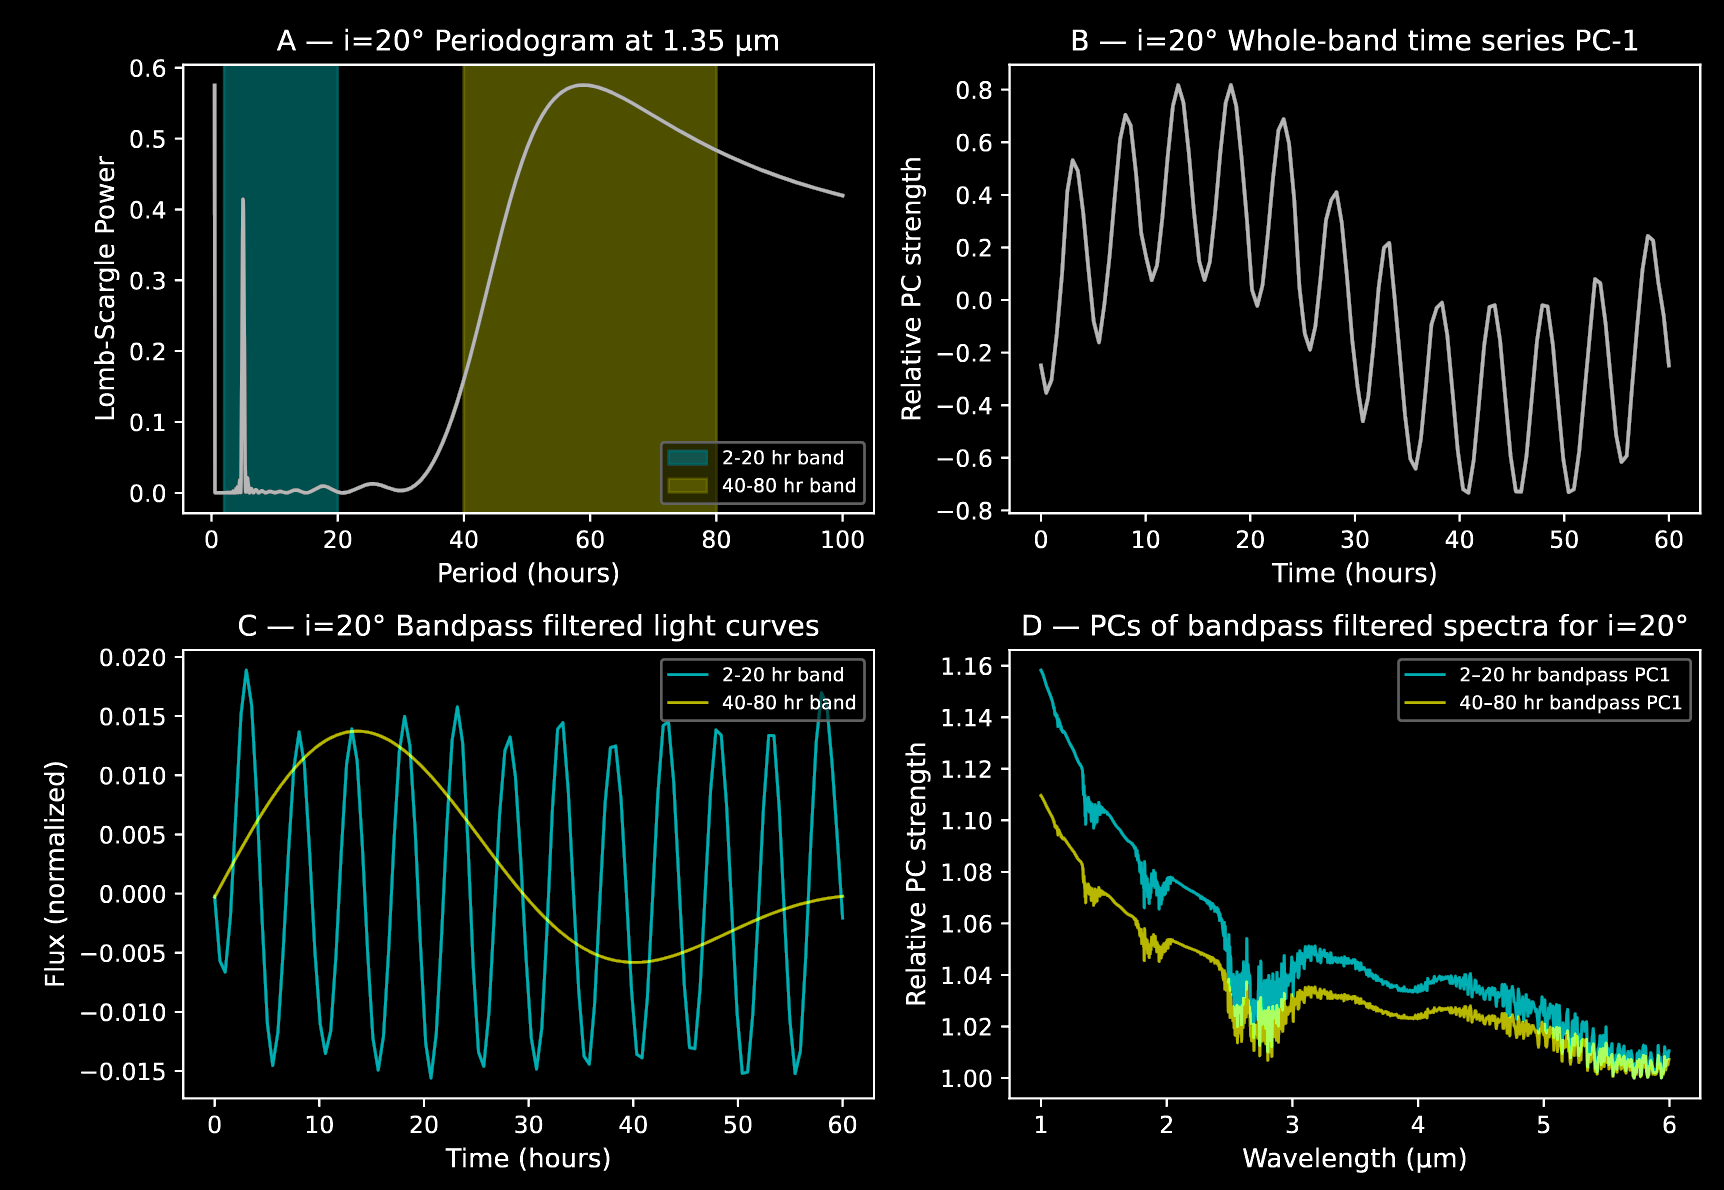 A — i=20° Periodogram at 1.35 μm
0.6
0.5
0.4
0.3
0.2
0.1
0.0
Lomb-Scargle Power
2-20 hr band
40-80 hr band
0 20 40 60 80 100
Period (hours)
B — i=20° Whole-band time series PC-1
0.8
0.6
0.4
0.2
0.0
−0.2
−0.4
−0.6
−0.8
Relative PC strength
0 10 20 30 40 50 60
Time (hours)
C — i=20° Bandpass filtered light curves
0.020
0.015
0.010
0.005
0.000
−0.005
−0.010
−0.015
Flux (normalized)
2-20 hr band
40-80 hr band
0 10 20 30 40 50 60
Time (hours)
D — PCs of bandpass filtered spectra for i=20°
1.16
1.14
1.12
1.10
1.08
1.06
1.04
1.02
1.00
Relative PC strength
2–20 hr bandpass PC1
40–80 hr bandpass PC1
1 2 3 4 5 6
Wavelength (μm)